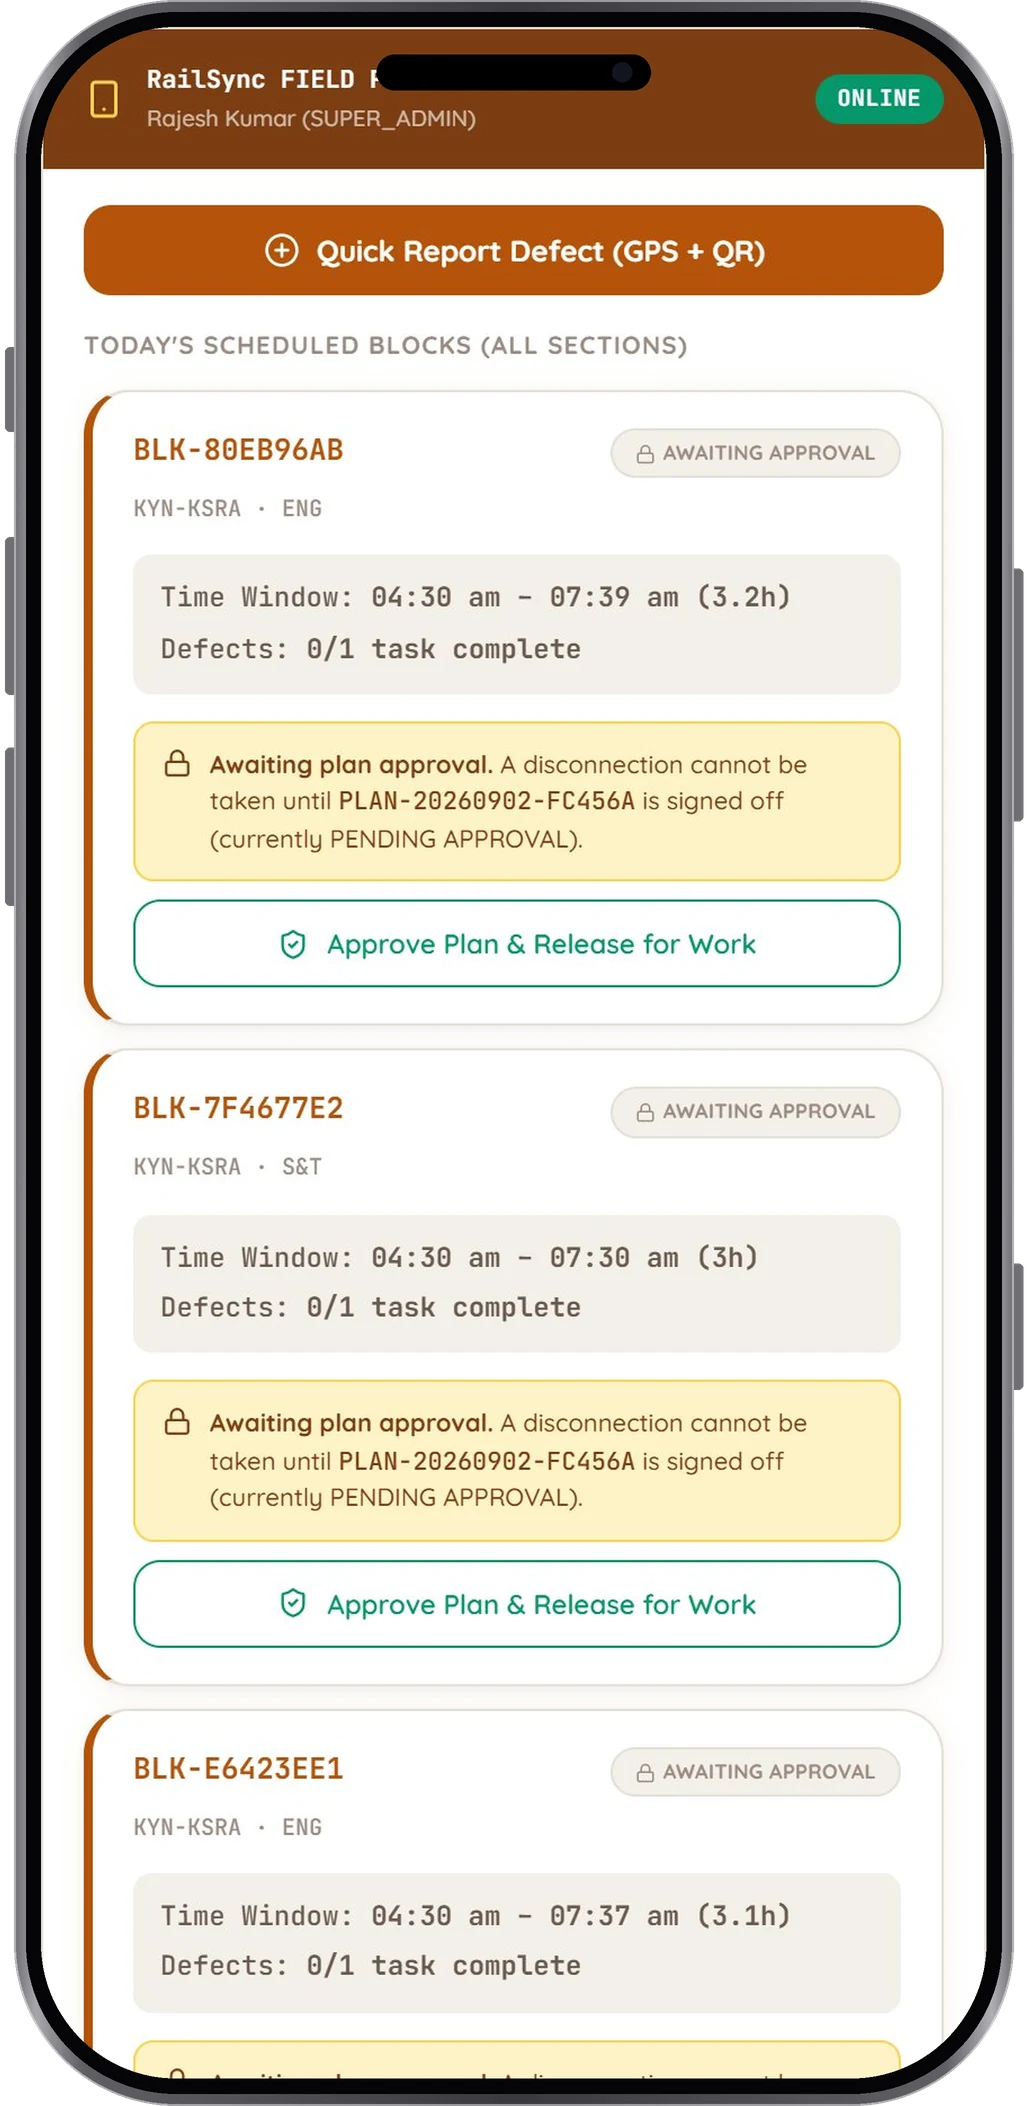 RailSync FIELD
Rajesh Kumar (SUPER_ADMIN)
ONLINE
Quick Report Defect (GPS + QR)
TODAY'S SCHEDULED BLOCKS (ALL SECTIONS)
BLK-80EB96AB
AWAITING APPROVAL
KYN-KSRA · ENG
Time Window: 04:30 am – 07:39 am (3.2h)
Defects: 0/1 task complete
Awaiting plan approval. A disconnection cannot be
taken until PLAN-20260902-FC456A is signed off
(currently PENDING APPROVAL).
Approve Plan & Release for Work
BLK-7F4677E2
AWAITING APPROVAL
KYN-KSRA · S&T
Time Window: 04:30 am – 07:30 am (3h)
Defects: 0/1 task complete
Awaiting plan approval. A disconnection cannot be
taken until PLAN-20260902-FC456A is signed off
(currently PENDING APPROVAL).
Approve Plan & Release for Work
BLK-E6423EE1
AWAITING APPROVAL
KYN-KSRA · ENG
Time Window: 04:30 am – 07:37 am (3.1h)
Defects: 0/1 task complete